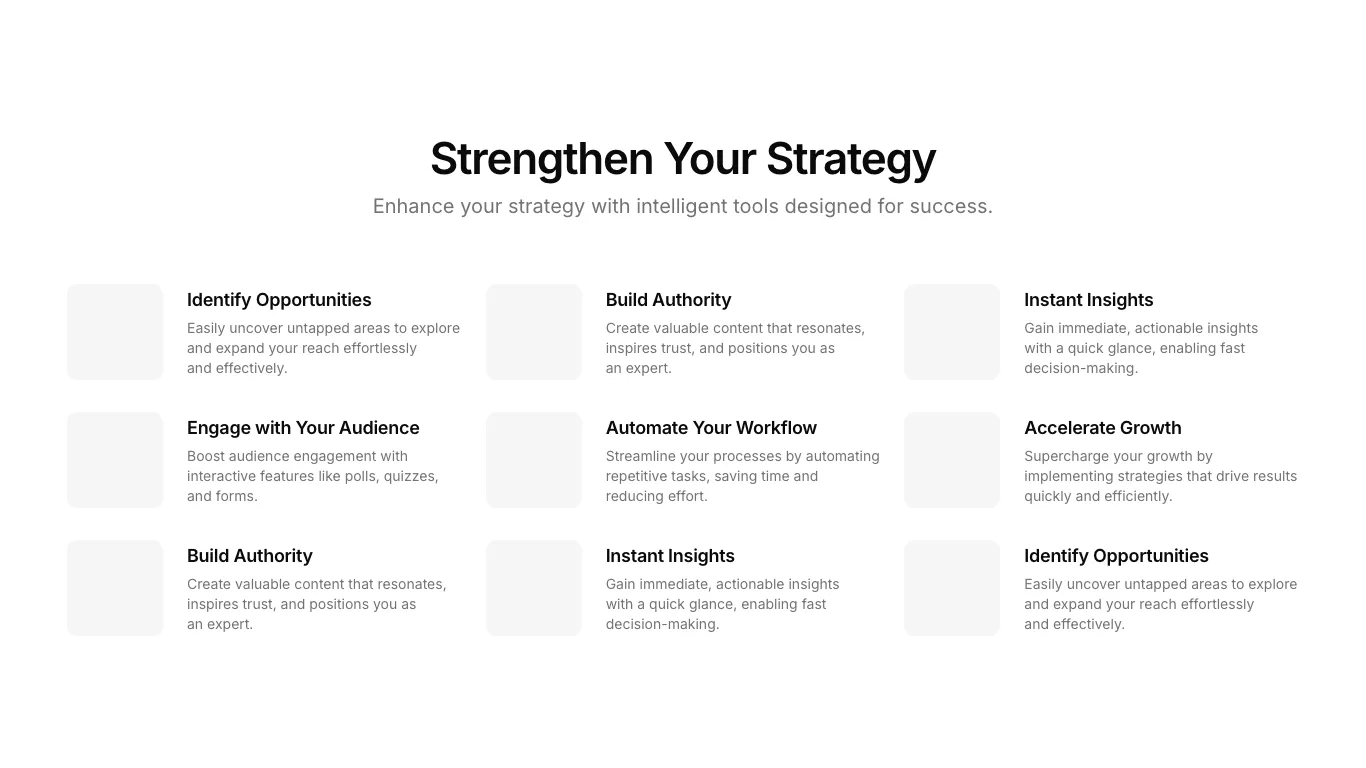 Strengthen Your Strategy
Enhance your strategy with intelligent tools designed for success.
Identify Opportunities
Easily uncover untapped areas to explore
and expand your reach effortlessly
and effectively.
Build Authority
Create valuable content that resonates,
inspires trust, and positions you as
an expert.
Instant Insights
Gain immediate, actionable insights
with a quick glance, enabling fast
decision-making.
Engage with Your Audience
Boost audience engagement with
interactive features like polls, quizzes,
and forms.
Automate Your Workflow
Streamline your processes by automating
repetitive tasks, saving time and
reducing effort.
Accelerate Growth
Supercharge your growth by
implementing strategies that drive results
quickly and efficiently.
Build Authority
Create valuable content that resonates,
inspires trust, and positions you as
an expert.
Instant Insights
Gain immediate, actionable insights
with a quick glance, enabling fast
decision-making.
Identify Opportunities
Easily uncover untapped areas to explore
and expand your reach effortlessly
and effectively.